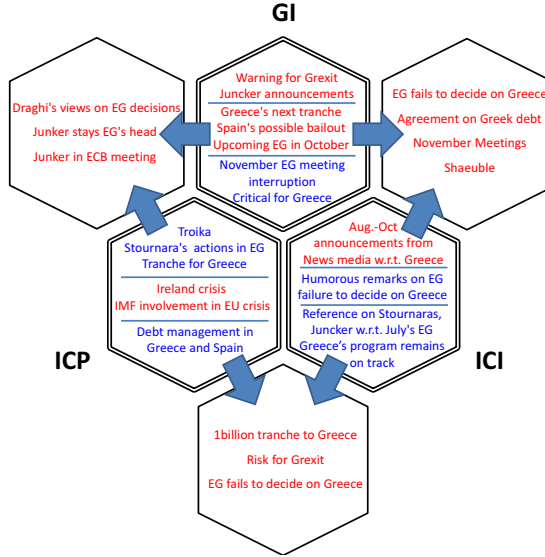 GI
Warning for Grexit
Juncker announcements
Greece's next tranche
Spain's possible bailout
Upcoming EG in October
November EG meeting
interruption
Critical for Greece
Draghi's views on EG decisions
Junker stays EG's head
Junker in ECB meeting
EG fails to decide on Greece
Agreement on Greek debt
November Meetings
Shaeuble
Troika
Stournara's actions in EG
Tranche for Greece
Ireland crisis
IMF involvement in EU crisis
Debt management in
Greece and Spain
Aug.-Oct
announcements from
News media w.r.t. Greece
Humorous remarks on EG
failure to decide on Greece
Reference on Stournaras,
Juncker w.r.t. July's EG
Greece's program remains
on track
ICP
ICI
1billion tranche to Greece
Risk for Grexit
EG fails to decide on Greece